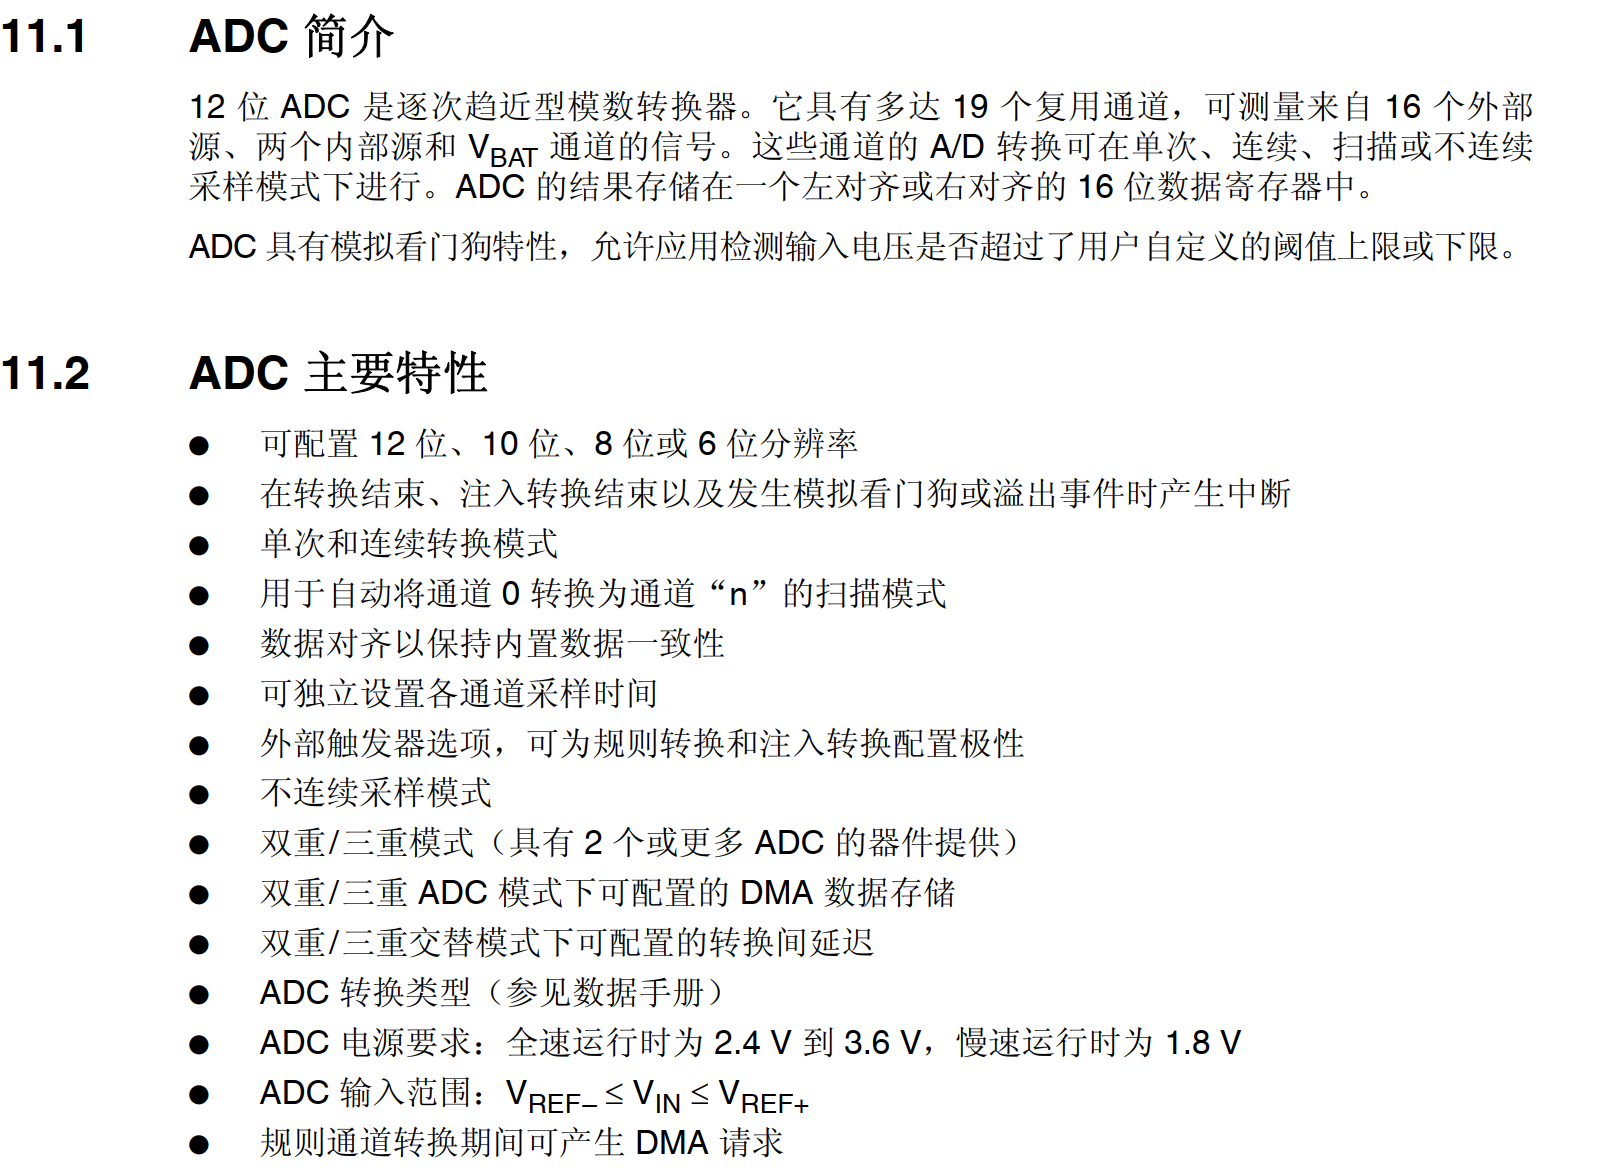 11.1 ADC 简介
12 位 ADC 是逐次趋近型模数转换器。它具有多达 19 个复用通道，可测量来自 16 个外部
源、两个内部源和 VBAT 通道的信号。这些通道的 A/D 转换可在单次、连续、扫描或不连续
采样模式下进行。ADC 的结果存储在一个左对齐或右对齐的 16 位数据寄存器中。
ADC 具有模拟看门狗特性，允许应用检测输入电压是否超过了用户自定义的阈值上限或下限。
11.2 ADC 主要特性
● 可配置 12 位、10 位、8 位或 6 位分辨率
● 在转换结束、注入转换结束以及发生模拟看门狗或溢出事件时产生中断
● 单次和连续转换模式
● 用于自动将通道 0 转换为通道“n”的扫描模式
● 数据对齐以保持内置数据一致性
● 可独立设置各通道采样时间
● 外部触发器选项，可为规则转换和注入转换配置极性
● 不连续采样模式
● 双重/三重模式（具有 2 个或更多 ADC 的器件提供）
● 双重/三重 ADC 模式下可配置的 DMA 数据存储
● 双重/三重交替模式下可配置的转换间延迟
● ADC 转换类型（参见数据手册）
● ADC 电源要求：全速运行时为 2.4 V 到 3.6 V，慢速运行时为 1.8 V
● ADC 输入范围：VREF– ≤ VIN ≤ VREF+
● 规则通道转换期间可产生 DMA 请求